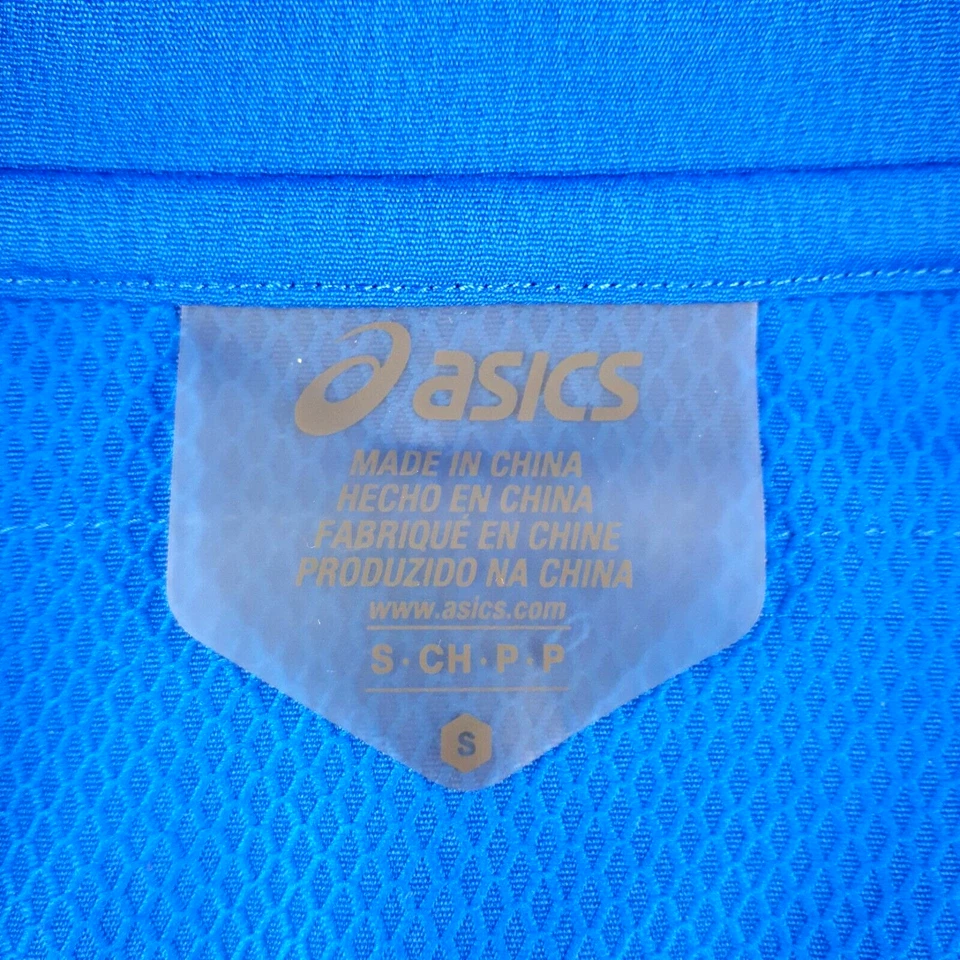 asics
MADE IN CHINA
HECHO EN CHINA
FABRIQUÉ EN CHINE
PRODUZIDO NA CHINA
www.asics.com
S·CH·P·P
S